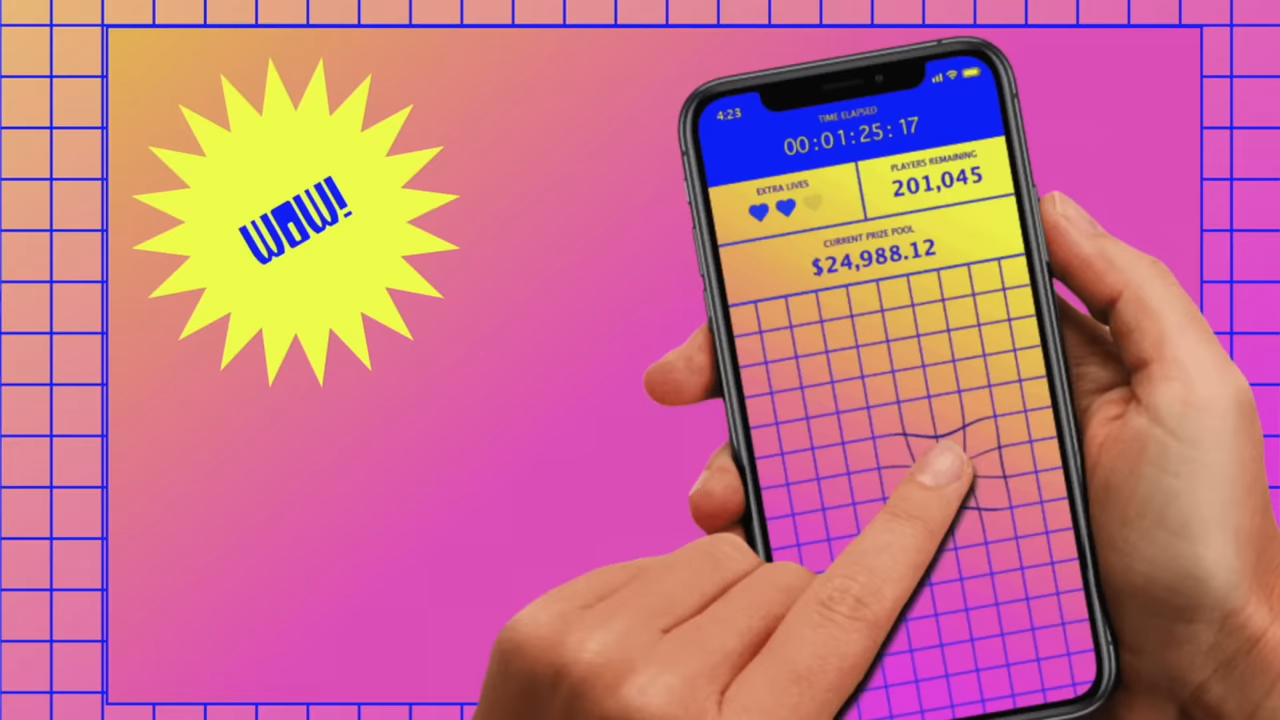 WOW!
4:23
TIME ELAPSED
00:01:25:17
EXTRA LIVES
PLAYERS REMAINING
201,045
CURRENT PRIZE POOL
$24,988.12